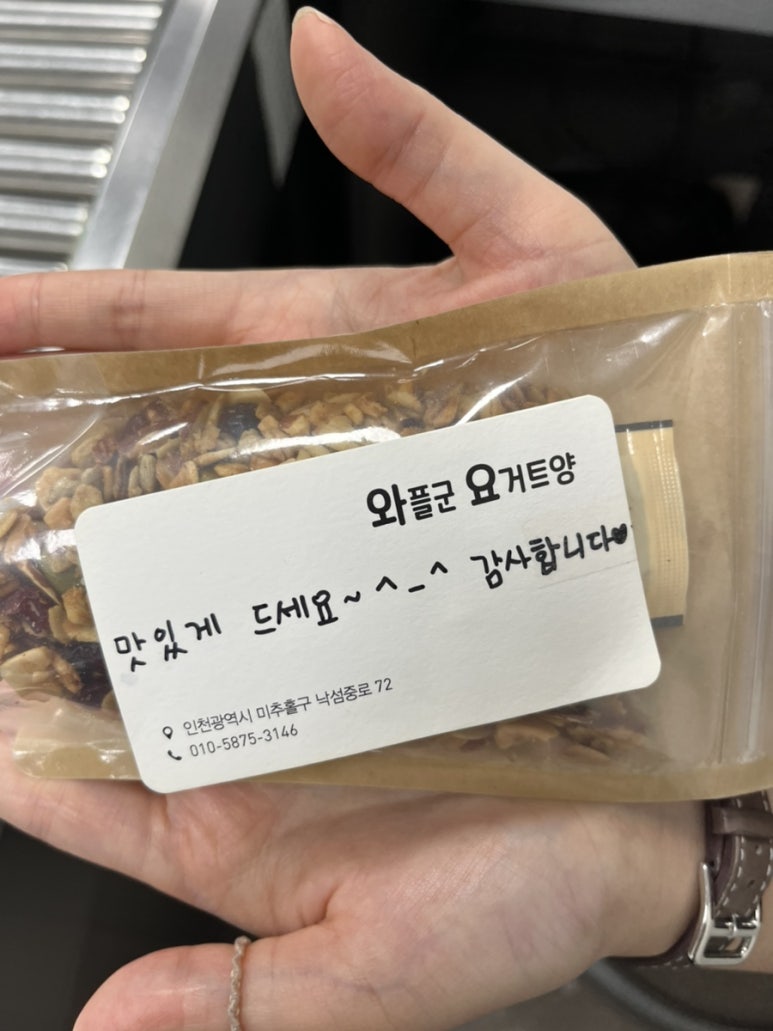 와플군 요거트양
맛있게 드세요~ ^_^ 감사합니다♥
인천광역시 미추홀구 낙섬중로 72
010-5875-3146